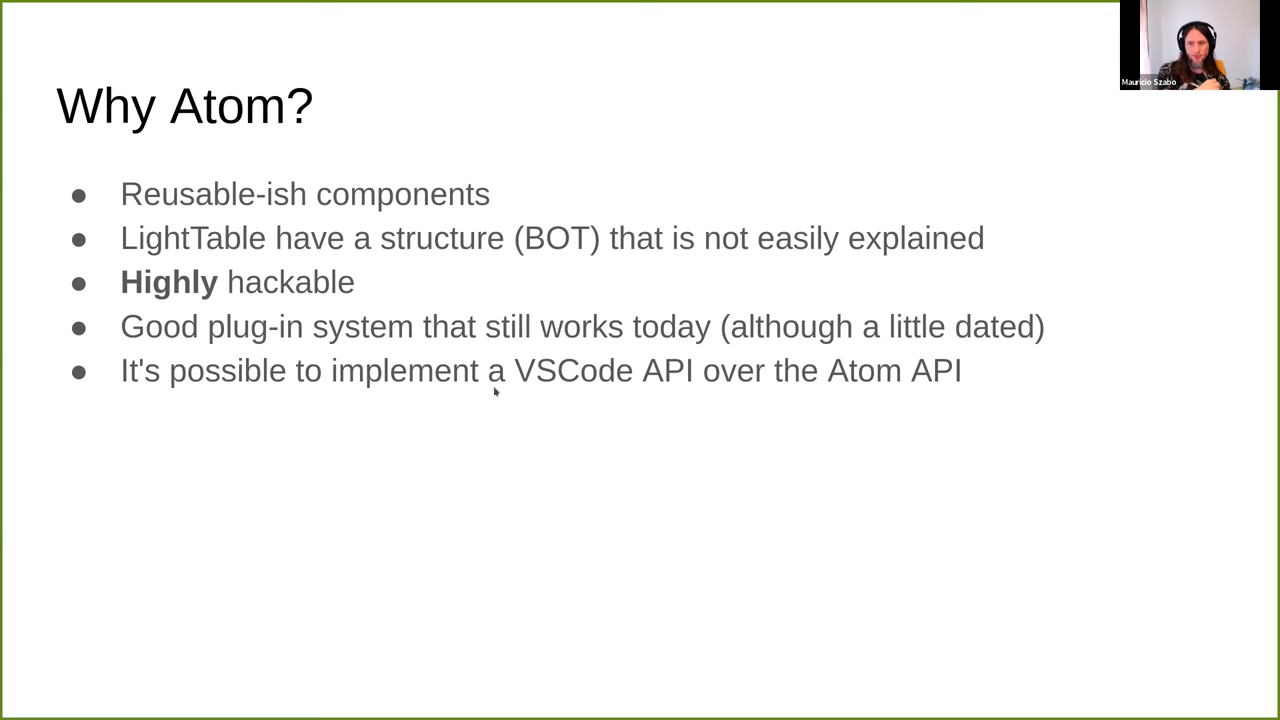 Why Atom?
● Reusable-ish components
● LightTable have a structure (BOT) that is not easily explained
● Highly hackable
● Good plug-in system that still works today (although a little dated)
● It's possible to implement a VSCode API over the Atom API
Mauricio Szabo